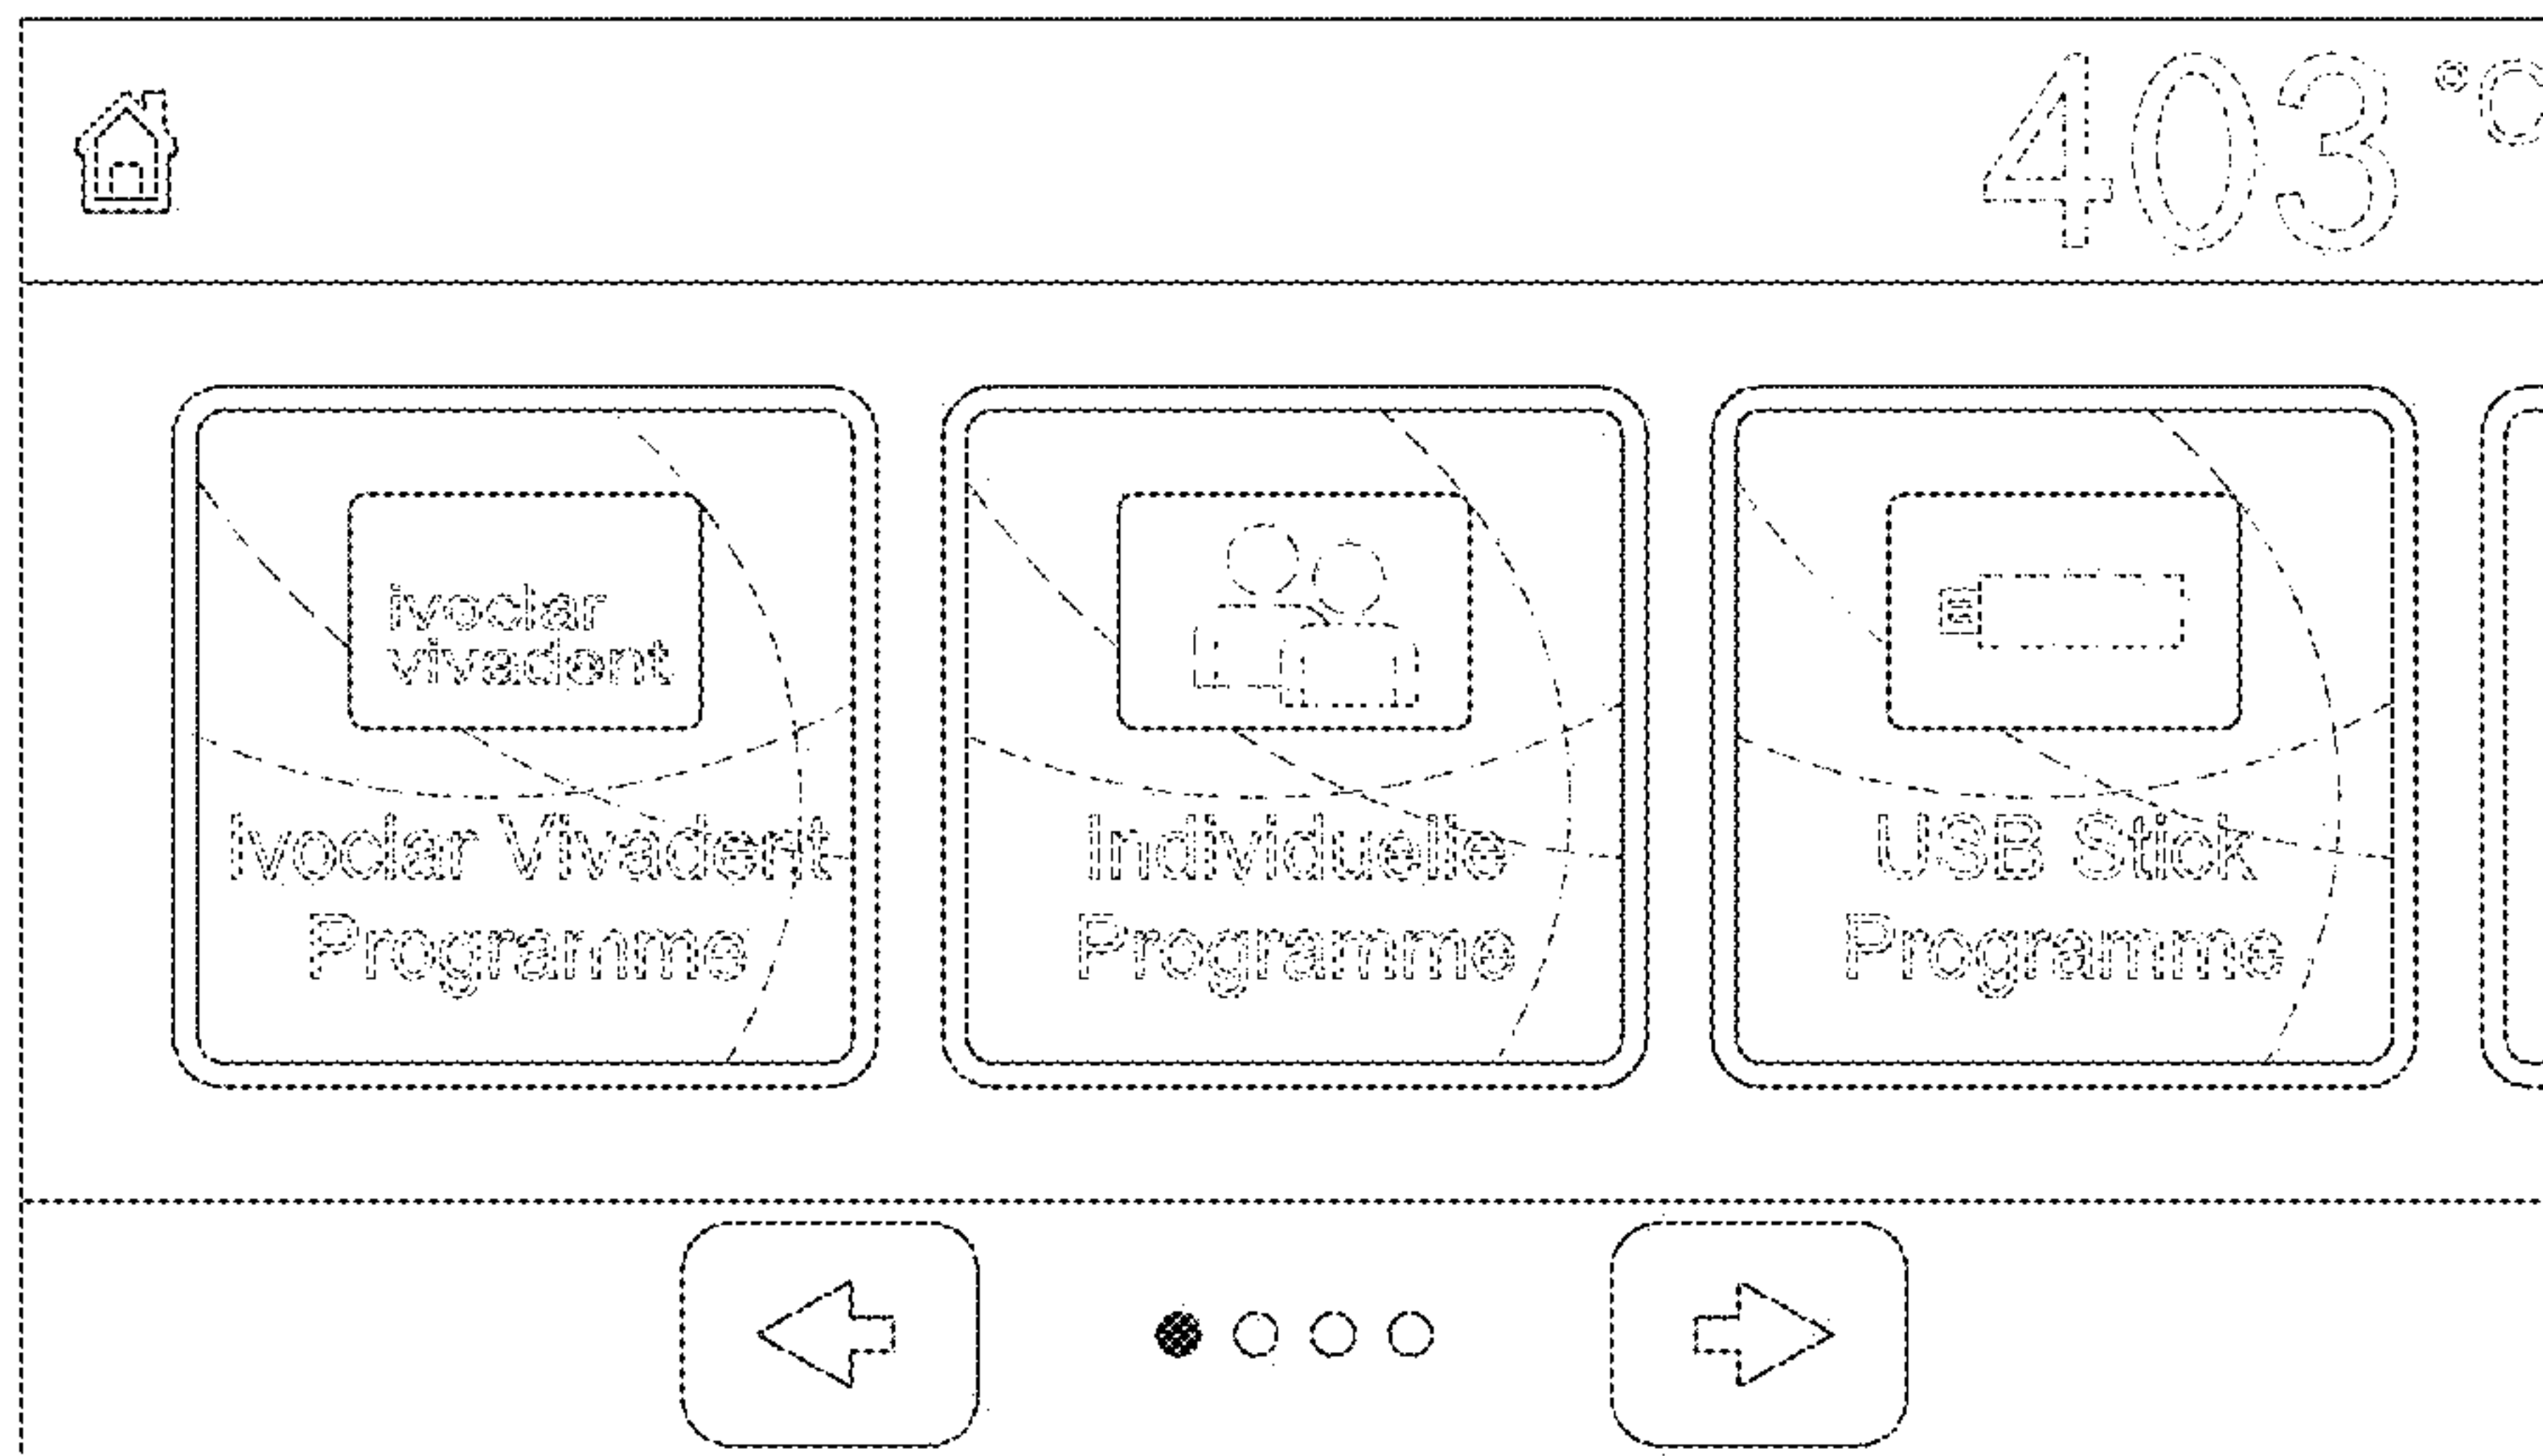 403 °C
ivoclar
vivadent
Ivoclar Vivadent
Programme
Individuelle
Programme
USB Stick
Programme